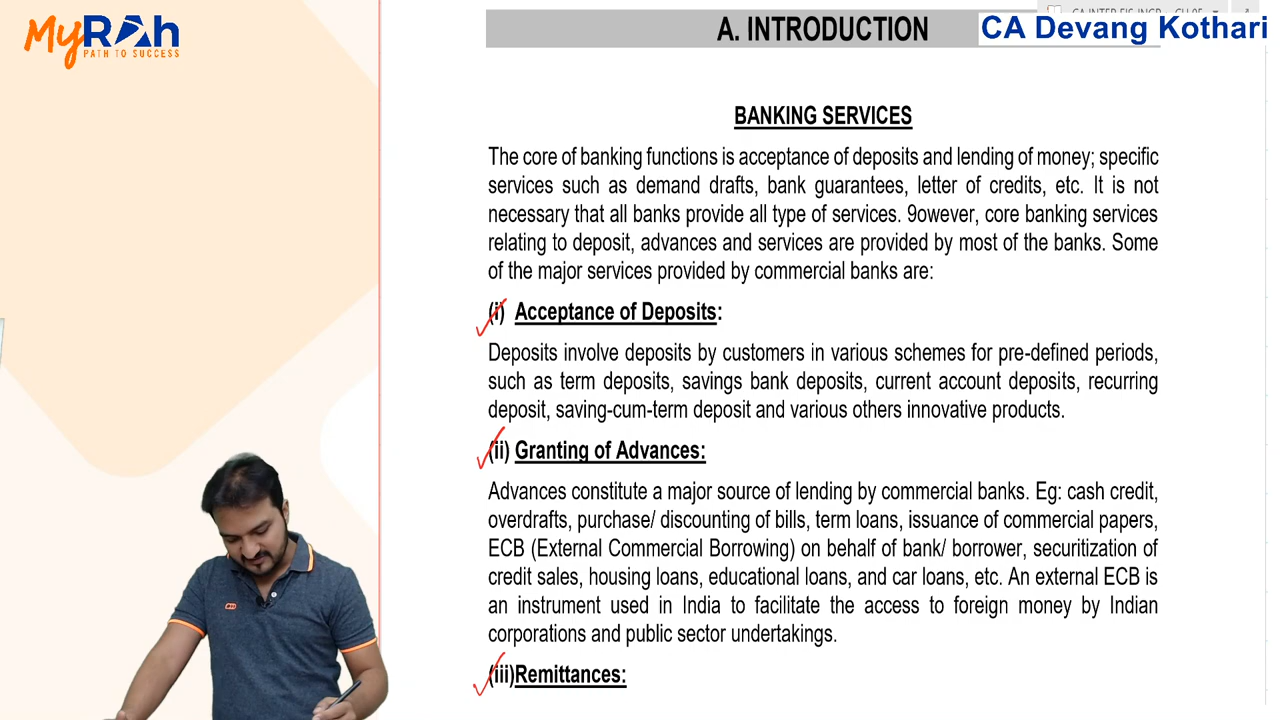 MyRAh
PATH TO SUCCESS
A. INTRODUCTION
CA Devang Kothari
BANKING SERVICES
The core of banking functions is acceptance of deposits and lending of money; specific
services such as demand drafts, bank guarantees, letter of credits, etc. It is not
necessary that all banks provide all type of services. 9owever, core banking services
relating to deposit, advances and services are provided by most of the banks. Some
of the major services provided by commercial banks are:
(i) Acceptance of Deposits:
Deposits involve deposits by customers in various schemes for pre-defined periods,
such as term deposits, savings bank deposits, current account deposits, recurring
deposit, saving-cum-term deposit and various others innovative products.
(ii) Granting of Advances:
Advances constitute a major source of lending by commercial banks. Eg: cash credit,
overdrafts, purchase/ discounting of bills, term loans, issuance of commercial papers,
ECB (External Commercial Borrowing) on behalf of bank/ borrower, securitization of
credit sales, housing loans, educational loans, and car loans, etc. An external ECB is
an instrument used in India to facilitate the access to foreign money by Indian
corporations and public sector undertakings.
(iii)Remittances: